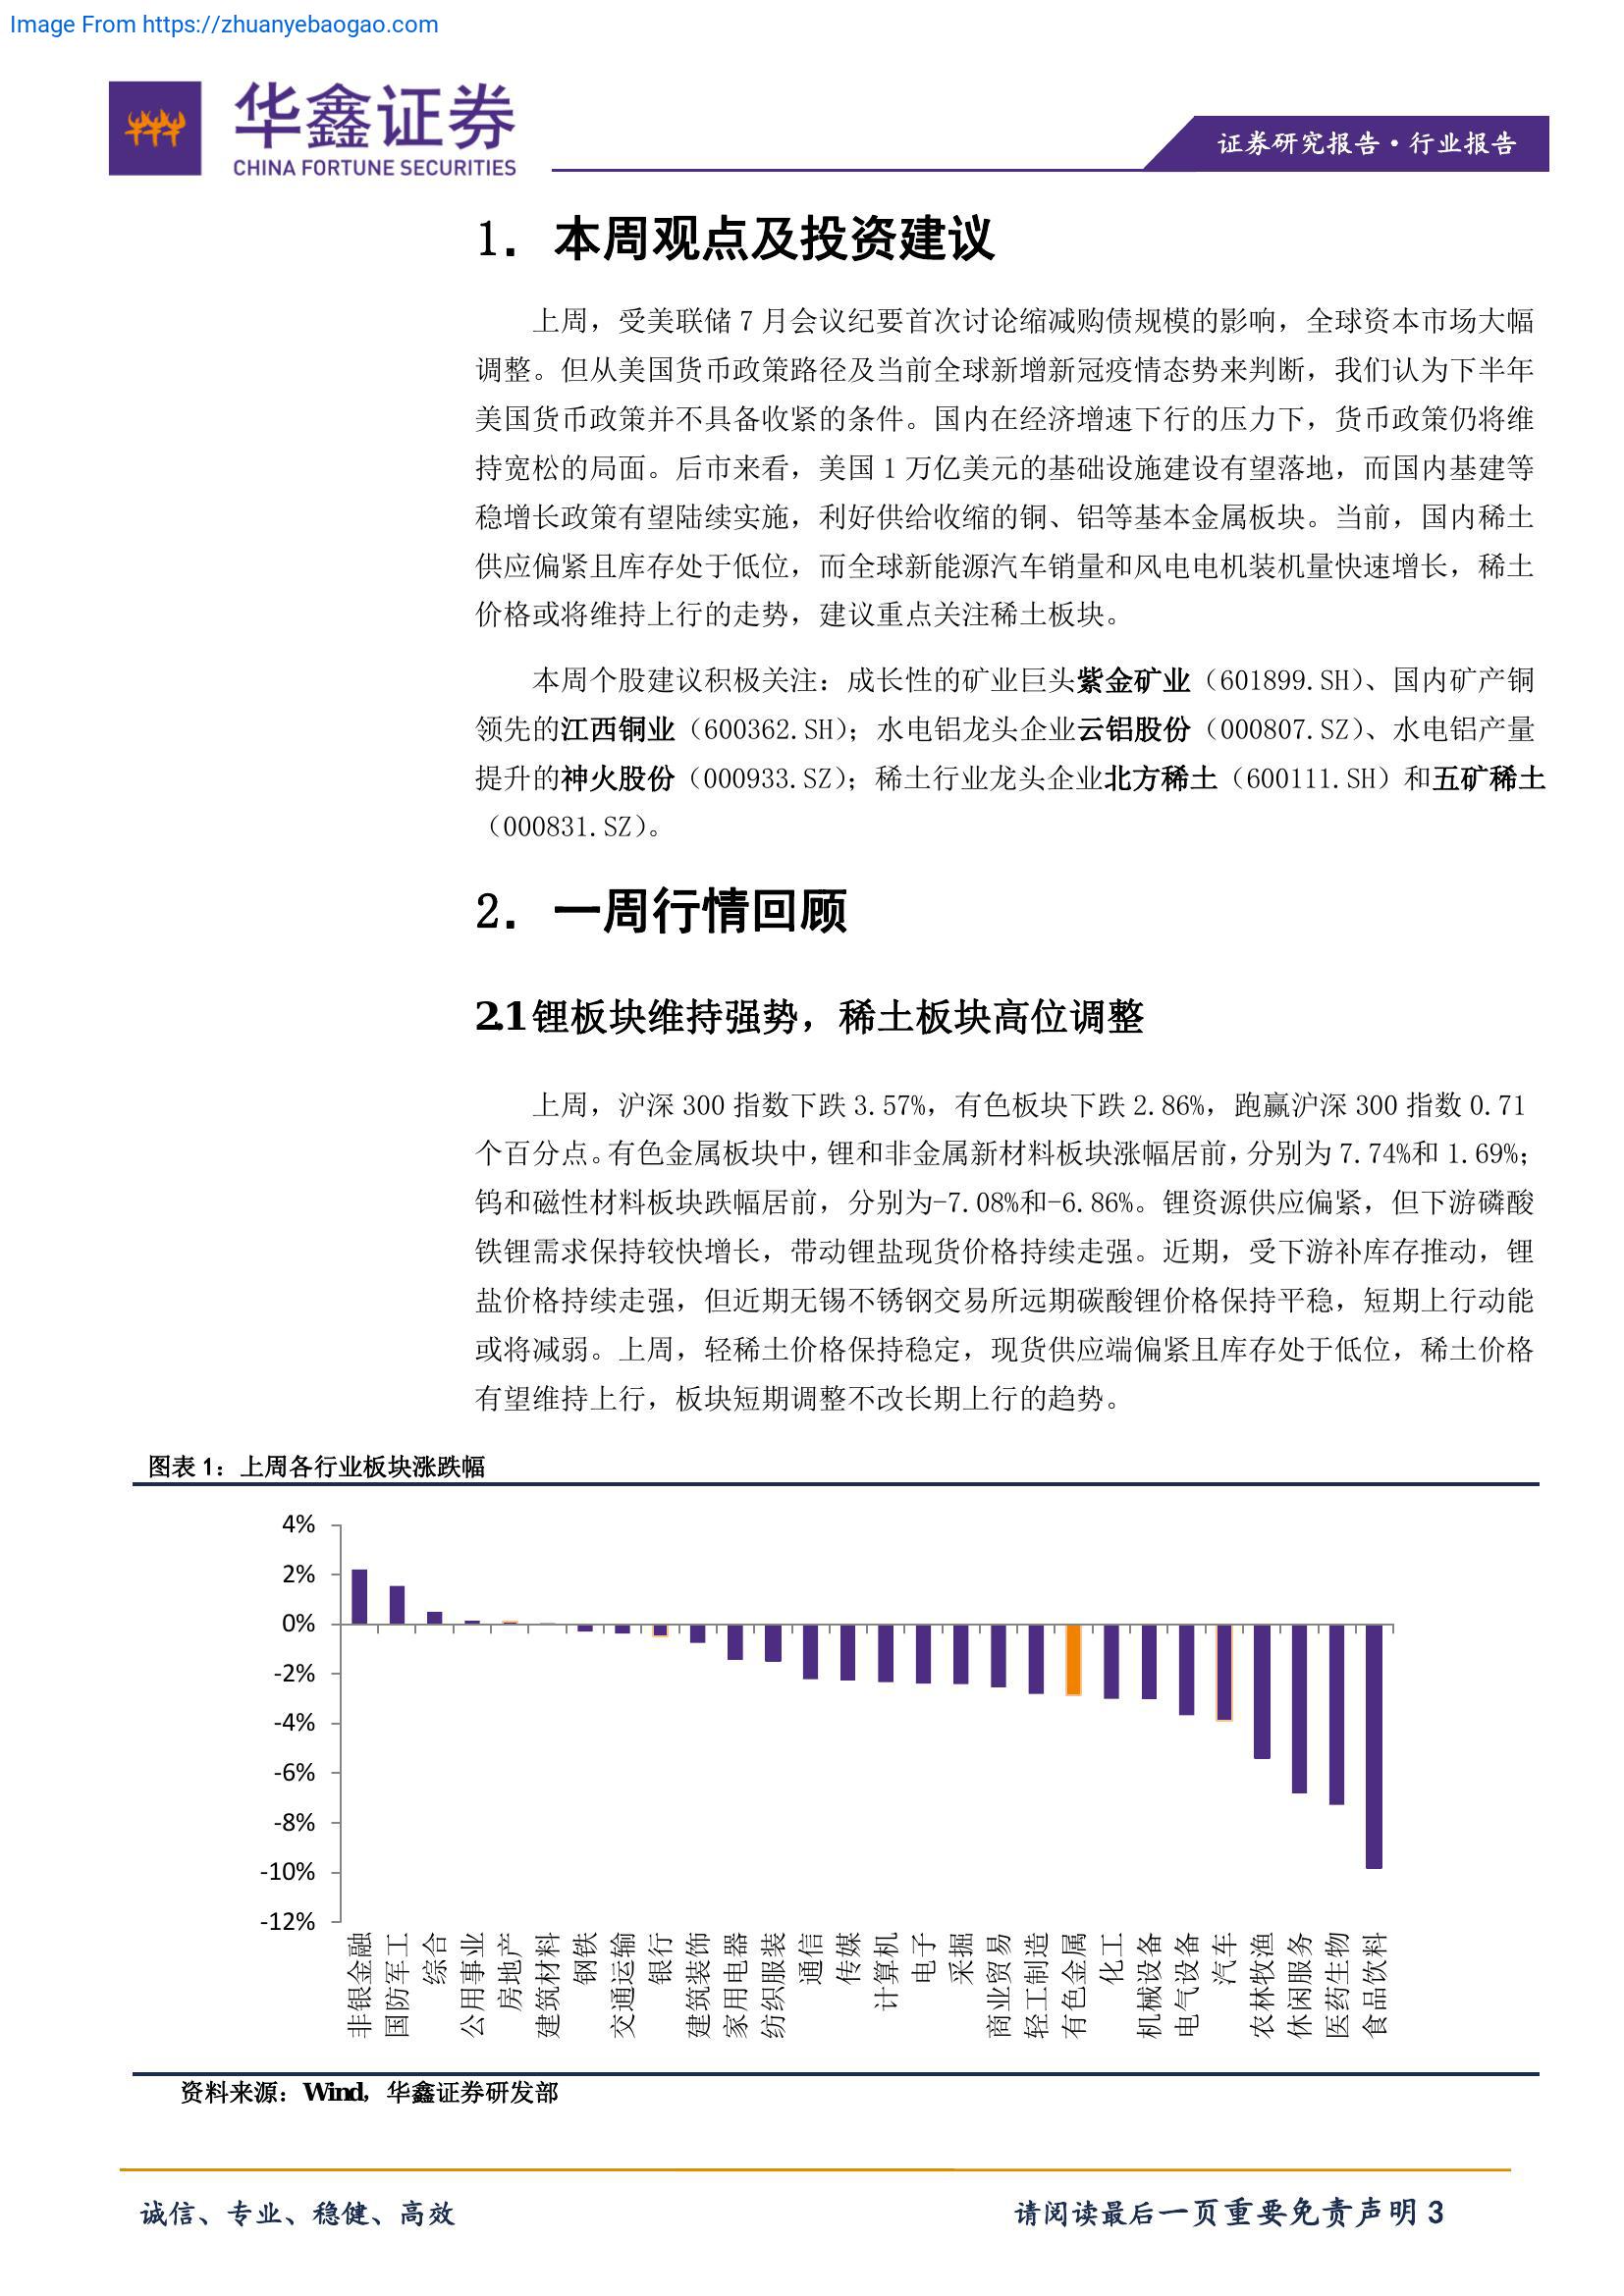 Image From https://zhuanyebaogao.com
华鑫证券
CHINA FORTUNE SECURITIES
证券研究报告·行业报告
1. 本周观点及投资建议
上周，受美联储 7 月会议纪要首次讨论缩减购债规模的影响，全球资本市场大幅
调整。但从美国货币政策路径及当前全球新增新冠疫情态势来判断，我们认为下半年
美国货币政策并不具备收紧的条件。国内在经济增速下行的压力下，货币政策仍将维
持宽松的局面。后市来看，美国 1 万亿美元的基础设施建设有望落地，而国内基建等
稳增长政策有望陆续实施，利好供给收缩的铜、铝等基本金属板块。当前，国内稀土
供应偏紧且库存处于低位，而全球新能源汽车销量和风电电机装机量快速增长，稀土
价格或将维持上行的走势，建议重点关注稀土板块。
本周个股建议积极关注：成长性的矿业巨头紫金矿业（601899.SH）、国内矿产铜
领先的江西铜业（600362.SH）；水电铝龙头企业云铝股份（000807.SZ）、水电铝产量
提升的神火股份（000933.SZ）；稀土行业龙头企业北方稀土（600111.SH）和五矿稀土
（000831.SZ）。
2. 一周行情回顾
2.1 锂板块维持强势，稀土板块高位调整
上周，沪深 300 指数下跌 3.57%，有色板块下跌 2.86%，跑赢沪深 300 指数 0.71
个百分点。有色金属板块中，锂和非金属新材料板块涨幅居前，分别为 7.74%和 1.69%；
钨和磁性材料板块跌幅居前，分别为-7.08%和-6.86%。锂资源供应偏紧，但下游磷酸
铁锂需求保持较快增长，带动锂盐现货价格持续走强。近期，受下游补库存推动，锂
盐价格持续走强，但近期无锡不锈钢交易所远期碳酸锂价格保持平稳，短期上行动能
或将减弱。上周，轻稀土价格保持稳定，现货供应端偏紧且库存处于低位，稀土价格
有望维持上行，板块短期调整不改长期上行的趋势。
图表 1：上周各行业板块涨跌幅
4%
2%
0%
-2%
-4%
-6%
-8%
-10%
-12%
非银金融
国防军工
综合
公用事业
房地产
建筑材料
钢铁
交通运输
银行
建筑装饰
家用电器
纺织服装
通信
传媒
计算机
电子
采掘
商业贸易
轻工制造
有色金属
化工
机械设备
电气设备
汽车
农林牧渔
休闲服务
医药生物
食品饮料
资料来源：Wind，华鑫证券研发部
诚信、专业、稳健、高效
请阅读最后一页重要免责声明 3